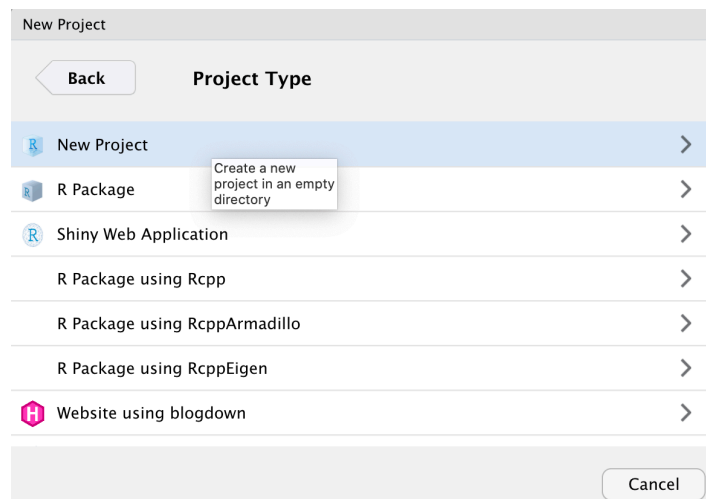 New Project
Back
Project Type
R New Project
Create a new
project in an empty
directory
R R Package
R Shiny Web Application
R Package using Rcpp
R Package using RcppArmadillo
R Package using RcppEigen
H Website using blogdown
Cancel